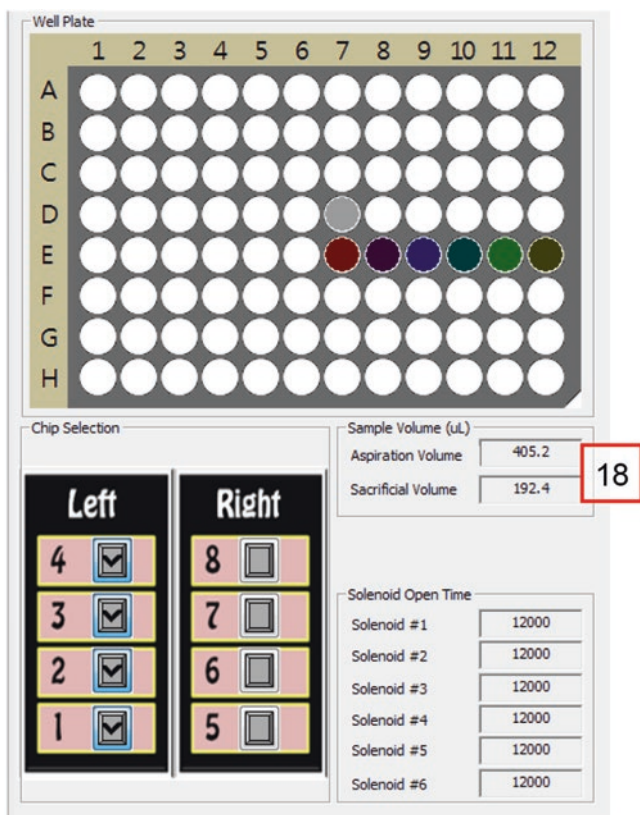 Well Plate
1 2 3 4 5 6 7 8 9 10 11 12
A
B
C
D
E
F
G
H
Chip Selection
Left
4
3
2
1
Right
8
7
6
5
Sample Volume (uL)
Aspiration Volume 405.2
Sacrificial Volume 192.4
18
Solenoid Open Time
Solenoid #1 12000
Solenoid #2 12000
Solenoid #3 12000
Solenoid #4 12000
Solenoid #5 12000
Solenoid #6 12000